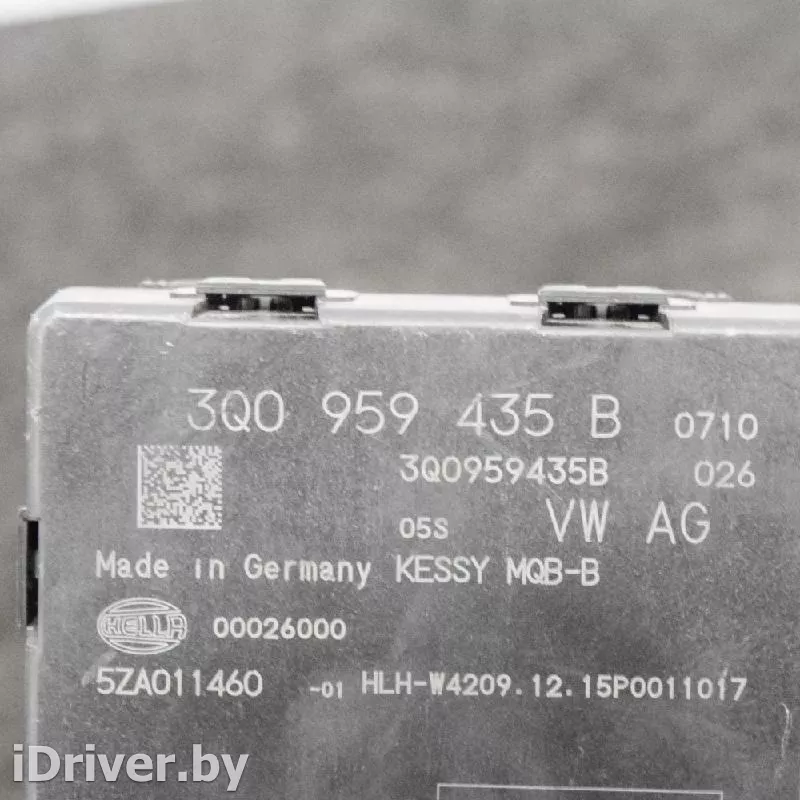 3Q0 959 435 B 0710
3Q0959435B 026
05S VW AG
Made in Germany KESSY MQB-B
HELLA 00026000
5ZA011460 -01 HLH-W4209.12.15P0011017
iDriver.by